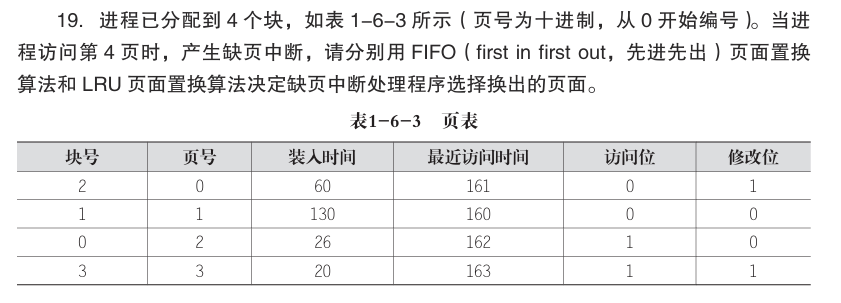 19. 进程已分配到 4 个块，如表 1-6-3 所示（页号为十进制，从 0 开始编号）。当进
程访问第 4 页时，产生缺页中断，请分别用 FIFO（first in first out，先进先出）页面置换
算法和 LRU 页面置换算法决定缺页中断处理程序选择换出的页面。
表1-6-3 页表
块号 页号 装入时间 最近访问时间 访问位 修改位
2 0 60 161 0 1
1 1 130 160 0 0
0 2 26 162 1 0
3 3 20 163 1 1